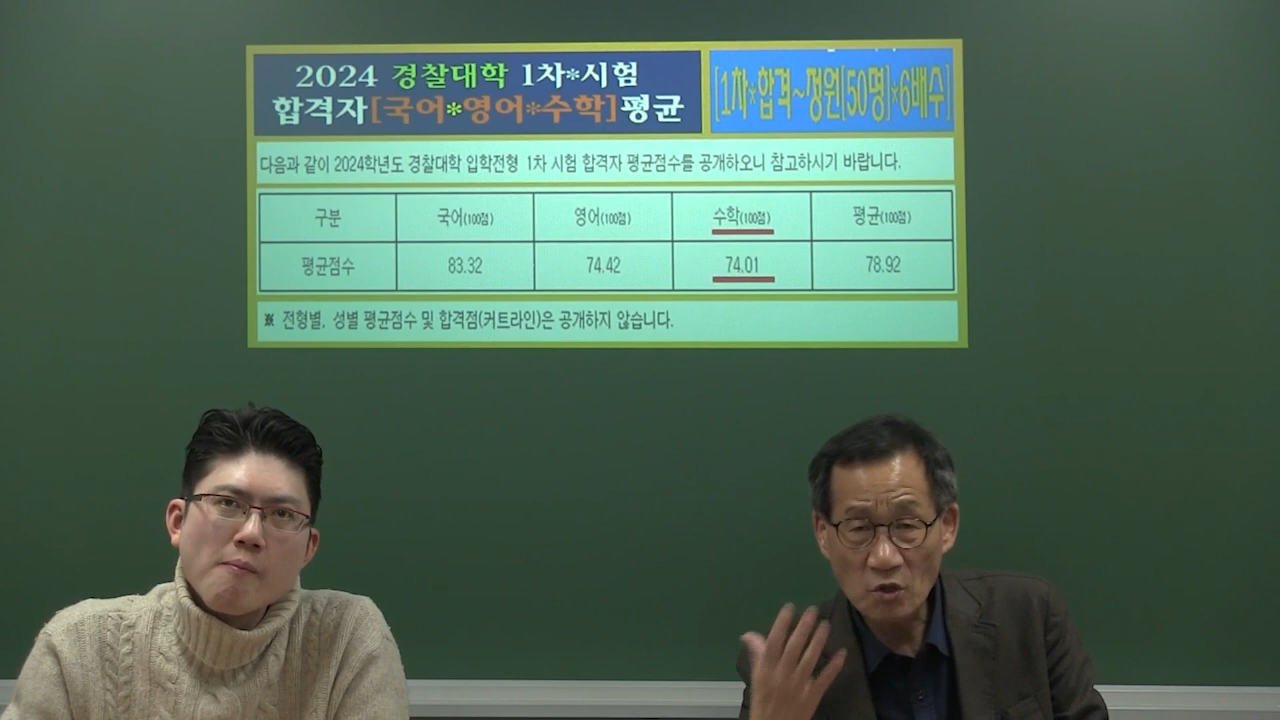 2024 경찰대학 1차*시험
합격자[국어*영어*수학]평균
[1차*합격~정원[50명]*6배수]
다음과 같이 2024학년도 경찰대학 입학전형 1차 시험 합격자 평균점수를 공개하오니 참고하시기 바랍니다.
구분 국어(100점) 영어(100점) 수학(100점) 평균(100점)
평균점수 83.32 74.42 74.01 78.92
※ 전형별, 성별 평균점수 및 합격점(커트라인)은 공개하지 않습니다.